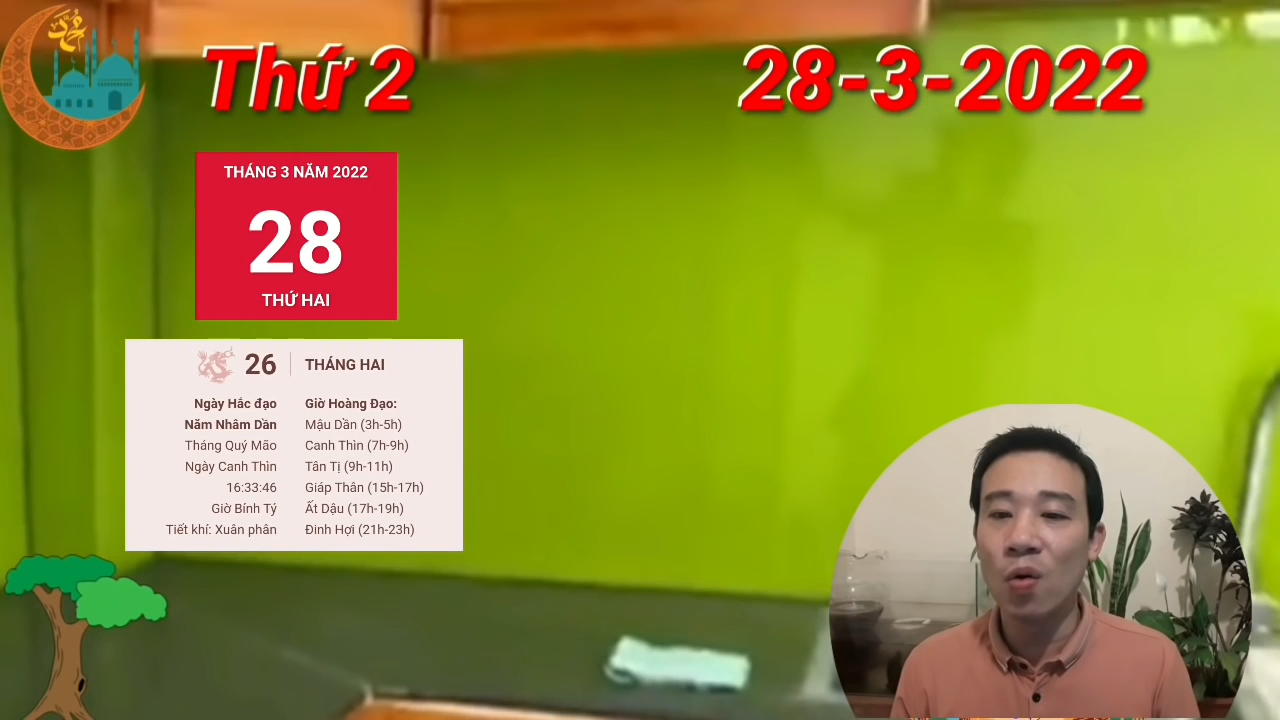 Thứ 2
28-3-2022
THÁNG 3 NĂM 2022
28
THỨ HAI
26
THÁNG HAI
Ngày Hắc đạo
Năm Nhâm Dần
Tháng Quý Mão
Ngày Canh Thìn
16:33:46
Giờ Bính Tý
Tiết khí: Xuân phân
Giờ Hoàng Đạo:
Mậu Dần (3h-5h)
Canh Thìn (7h-9h)
Tân Tị (9h-11h)
Giáp Thân (15h-17h)
Ất Dậu (17h-19h)
Đinh Hợi (21h-23h)